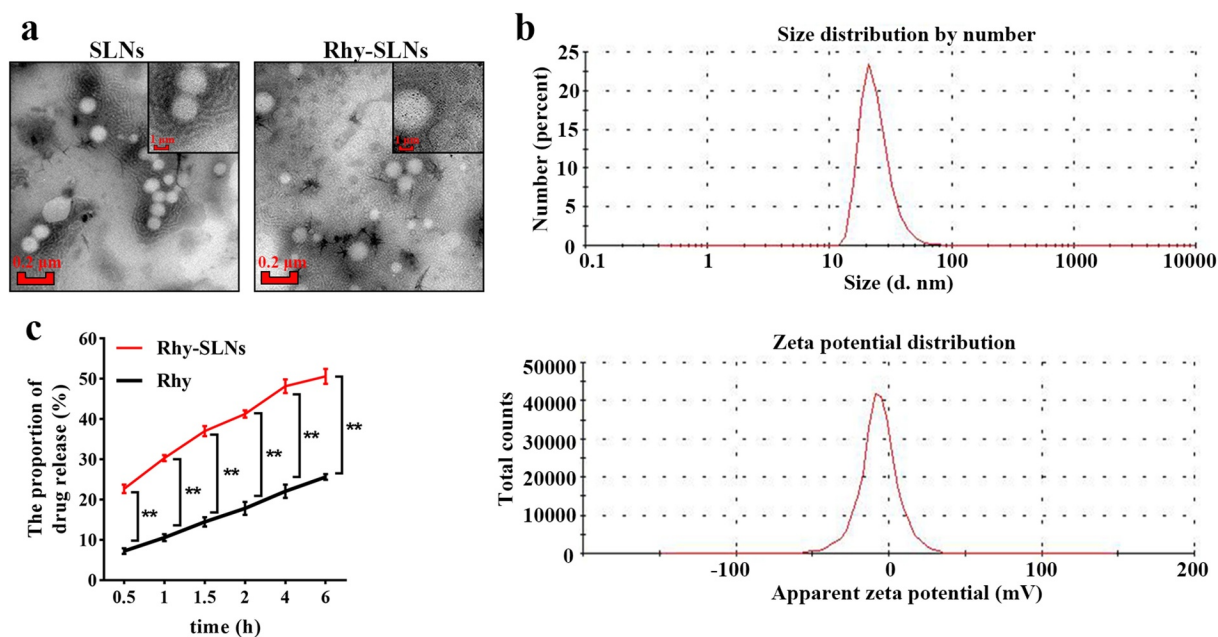 a
SLNs
Rhy-SLNs
1 μm
0.2 μm
0.2 μm
b
Size distribution by number
Number (percent)
25
20
15
10
5
0
0.1 1 10 100 1000 10000
Size (d. nm)
c
The proportion of
drug release (%)
60
50
40
30
20
10
0
Rhy-SLNs
Rhy
** ** ** ** ** **
0.5 1 1.5 2 4 6
time (h)
Zeta potential distribution
Total counts
50000
40000
30000
20000
10000
0
-100 0 100 200
Apparent zeta potential (mV)